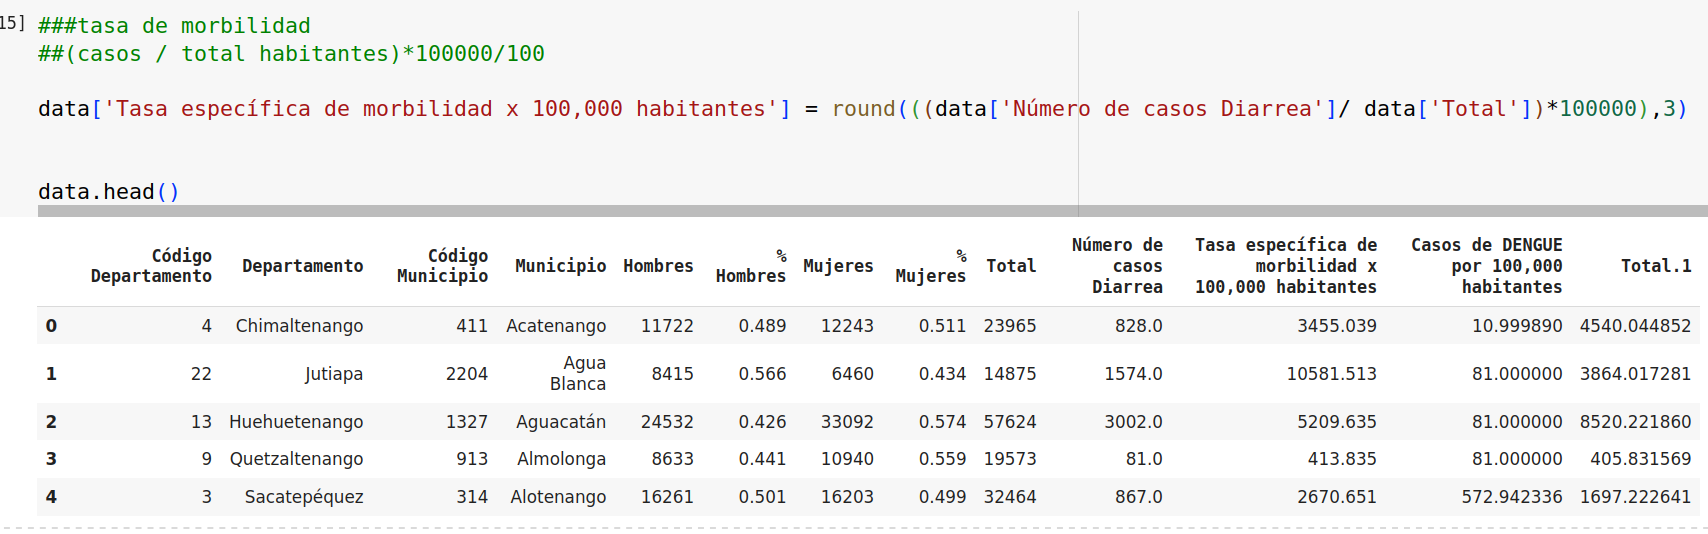 15]
###tasa de morbilidad
##(casos / total habitantes)*100000/100
data['Tasa específica de morbilidad x 100,000 habitantes'] = round(((data['Número de casos Diarrea']/ data['Total'])*100000),3)
data.head()
Código Departamento Departamento Código Municipio Municipio Hombres % Hombres Mujeres % Mujeres Total Número de casos Diarrea Tasa específica de morbilidad x 100,000 habitantes Casos de DENGUE por 100,000 habitantes Total.1
0 4 Chimaltenango 411 Acatenango 11722 0.489 12243 0.511 23965 828.0 3455.039 10.999890 4540.044852
1 22 Jutiapa 2204 Agua Blanca 8415 0.566 6460 0.434 14875 1574.0 10581.513 81.000000 3864.017281
2 13 Huehuetenango 1327 Aguacatán 24532 0.426 33092 0.574 57624 3002.0 5209.635 81.000000 8520.221860
3 9 Quetzaltenango 913 Almolonga 8633 0.441 10940 0.559 19573 81.0 413.835 81.000000 405.831569
4 3 Sacatepéquez 314 Alotenango 16261 0.501 16203 0.499 32464 867.0 2670.651 572.942336 1697.222641